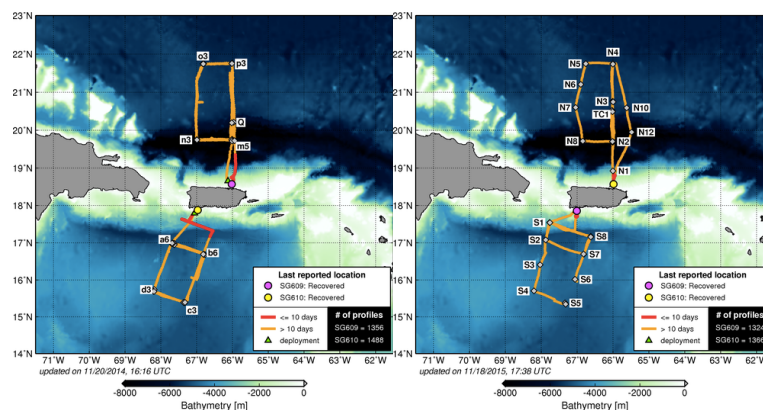 23°N
22°N
21°N
20°N
19°N
18°N
17°N
16°N
15°N
14°N
71°W 70°W 69°W 68°W 67°W 66°W 65°W 64°W 63°W 62°W
o3
p3
Q
n3
m5
a6
b6
d3
c3
Last reported location
SG609: Recovered
SG610: Recovered
<= 10 days
> 10 days
deployment
# of profiles
SG609 = 1356
SG610 = 1488
updated on 11/20/2014, 16:16 UTC
-8000 -6000 -4000 -2000 0
Bathymetry [m]
23°N
22°N
21°N
20°N
19°N
18°N
17°N
16°N
15°N
14°N
71°W 70°W 69°W 68°W 67°W 66°W 65°W 64°W 63°W 62°W
N4
N5
N6
N3
N7
TC1
N10
N12
N8
N2
N1
S1
S8
S2
S7
S3
S6
S4
S5
Last reported location
SG609: Recovered
SG610: Recovered
<= 10 days
> 10 days
deployment
# of profiles
SG609 = 1324
SG610 = 1366
updated on 11/18/2015, 17:38 UTC
-8000 -6000 -4000 -2000 0
Bathymetry [m]